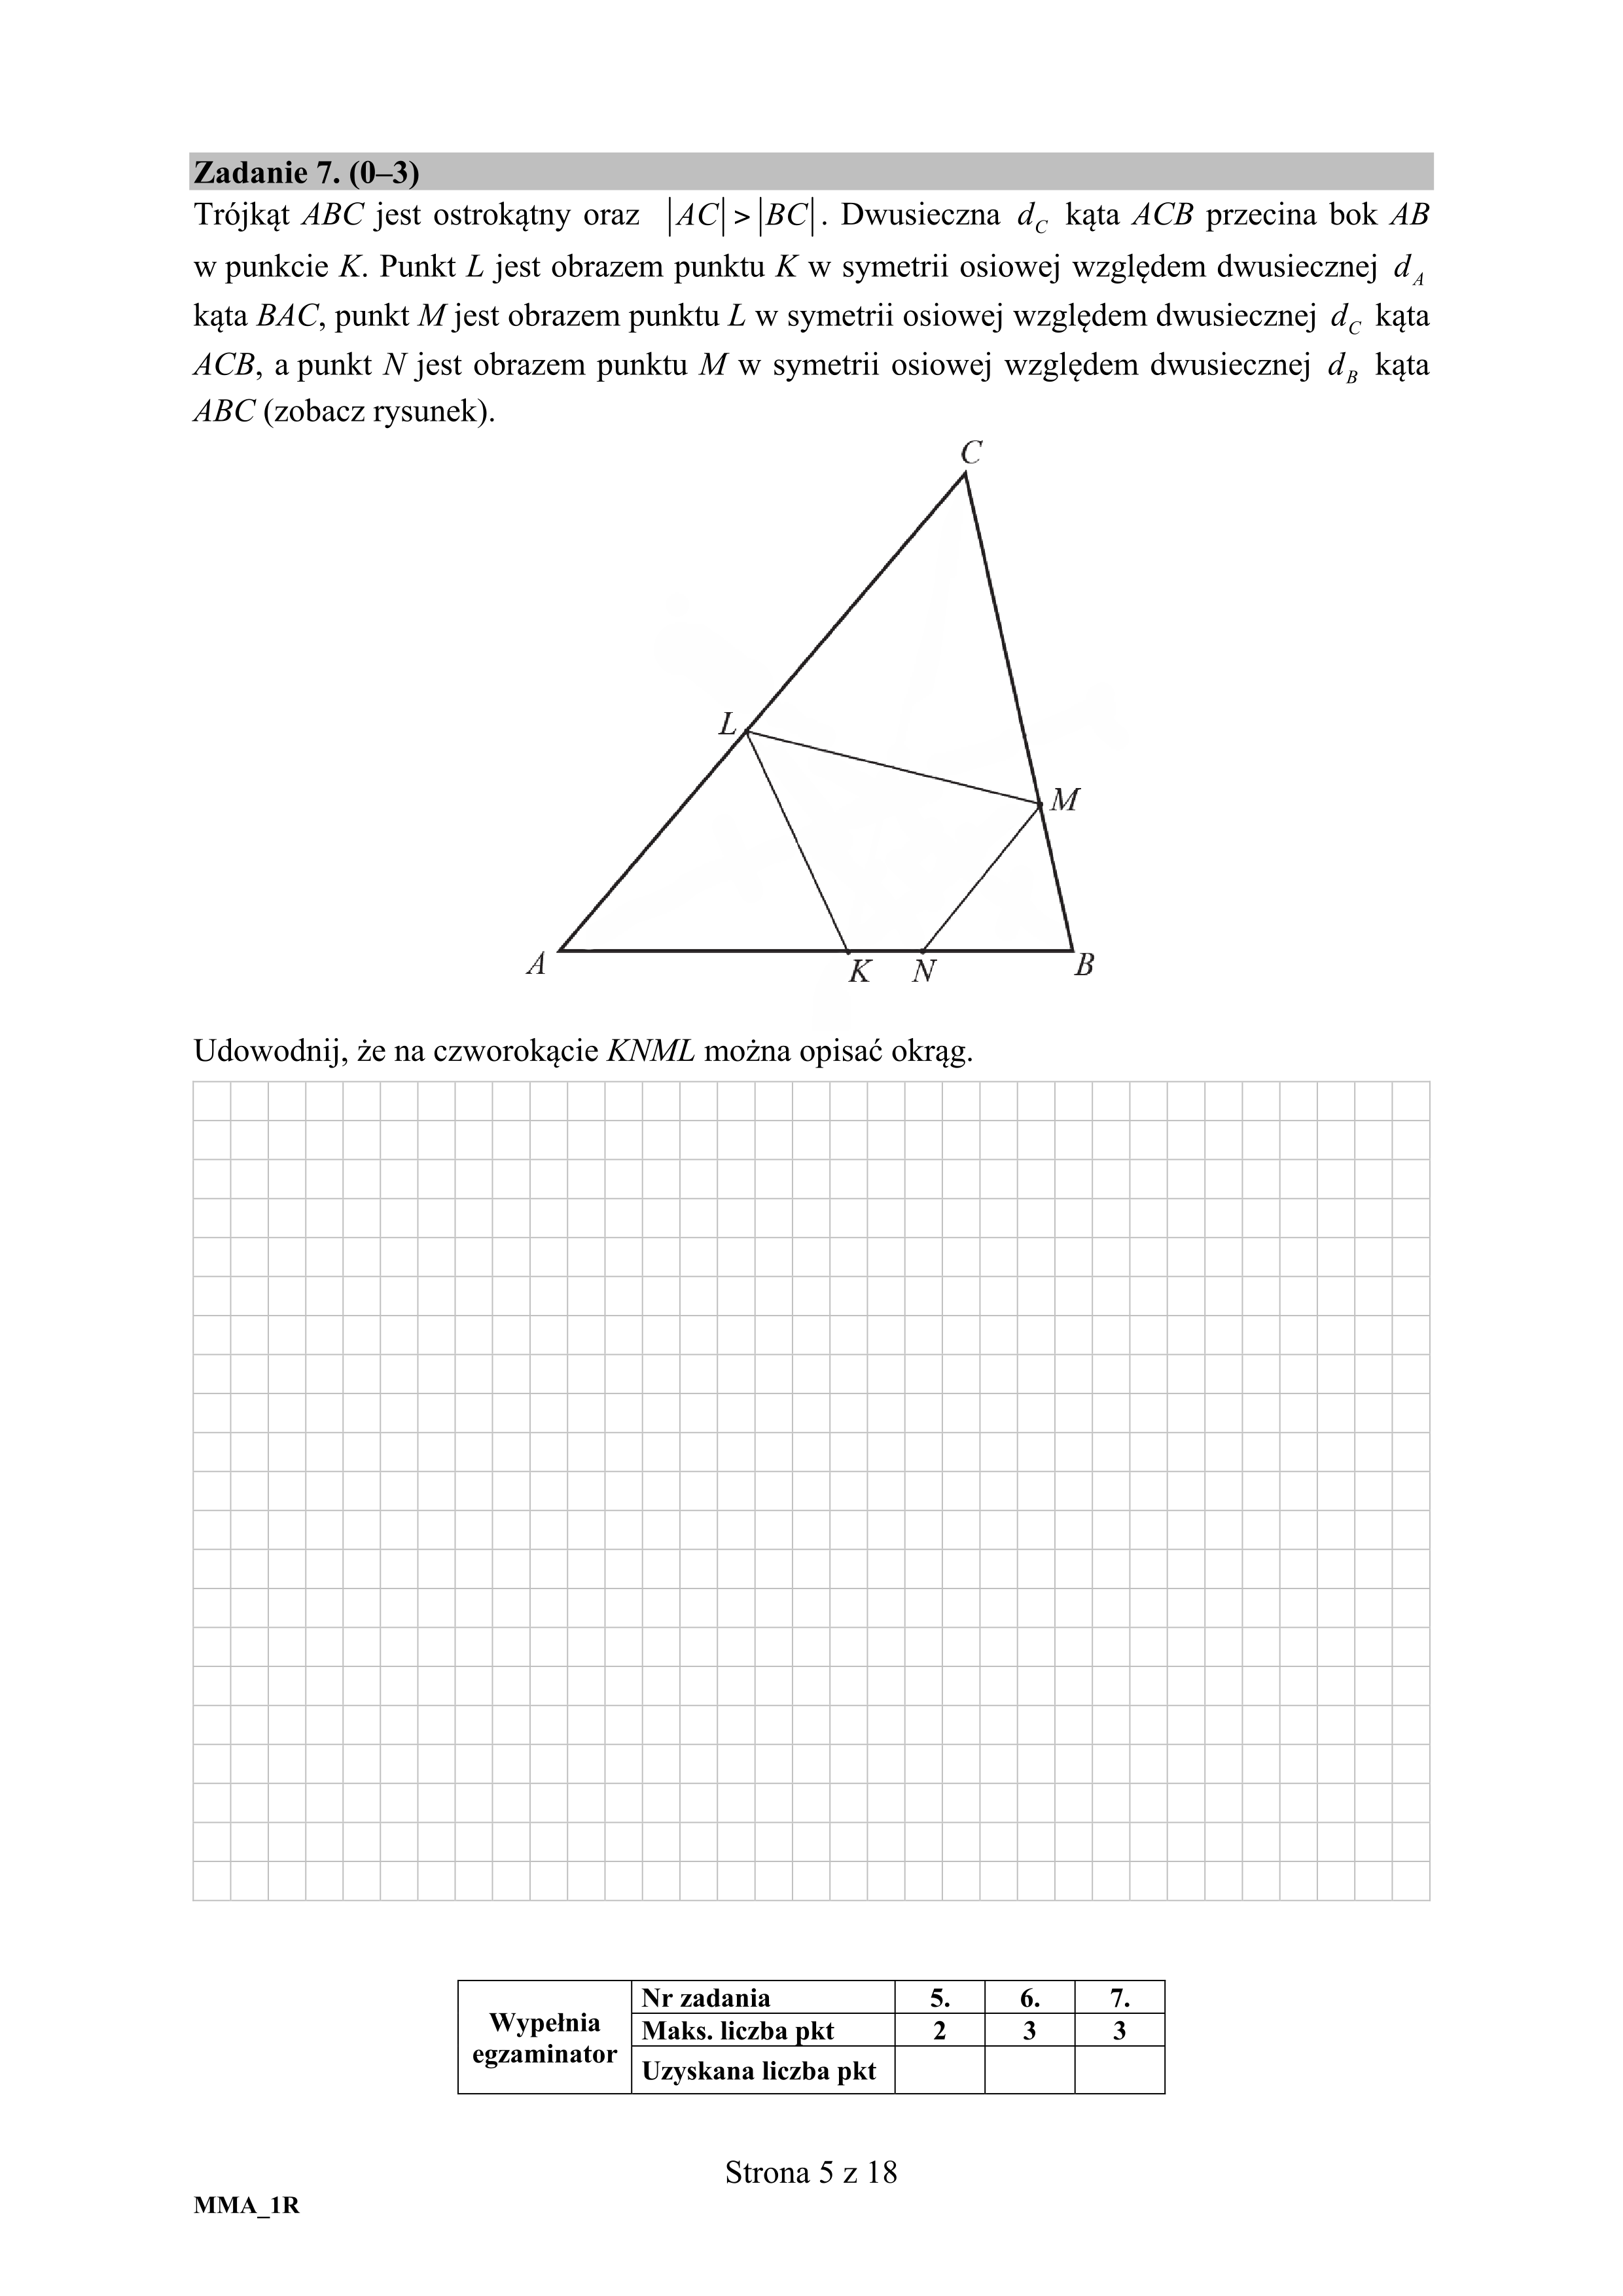 Zadanie 7. (0–3)
Trójkąt ABC jest ostrokątny oraz |AC| > |BC|. Dwusieczna d_C kąta ACB przecina bok AB
w punkcie K. Punkt L jest obrazem punktu K w symetrii osiowej względem dwusiecznej d_A
kąta BAC, punkt M jest obrazem punktu L w symetrii osiowej względem dwusiecznej d_C kąta
ACB, a punkt N jest obrazem punktu M w symetrii osiowej względem dwusiecznej d_B kąta
ABC (zobacz rysunek).
C
L
M
A
K
N
B
Udowodnij, że na czworokącie KNML można opisać okrąg.
Wypełnia
egzaminator
Nr zadania 5. 6. 7.
Maks. liczba pkt 2 3 3
Uzyskana liczba pkt
Strona 5 z 18
MMA_1R